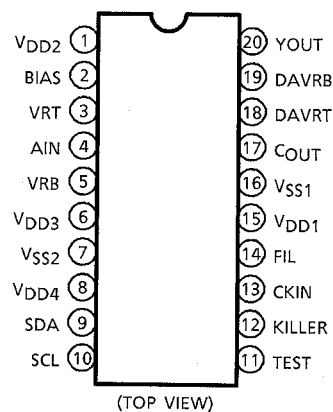 VDD2 1 20 YOUT
BIAS 2 19 DAVRB
VRT 3 18 DAVRT
AIN 4 17 COUT
VRB 5 16 VSS1
VDD3 6 15 VDD1
VSS2 7 14 FIL
VDD4 8 13 CKIN
SDA 9 12 KILLER
SCL 10 11 TEST
(TOP VIEW)